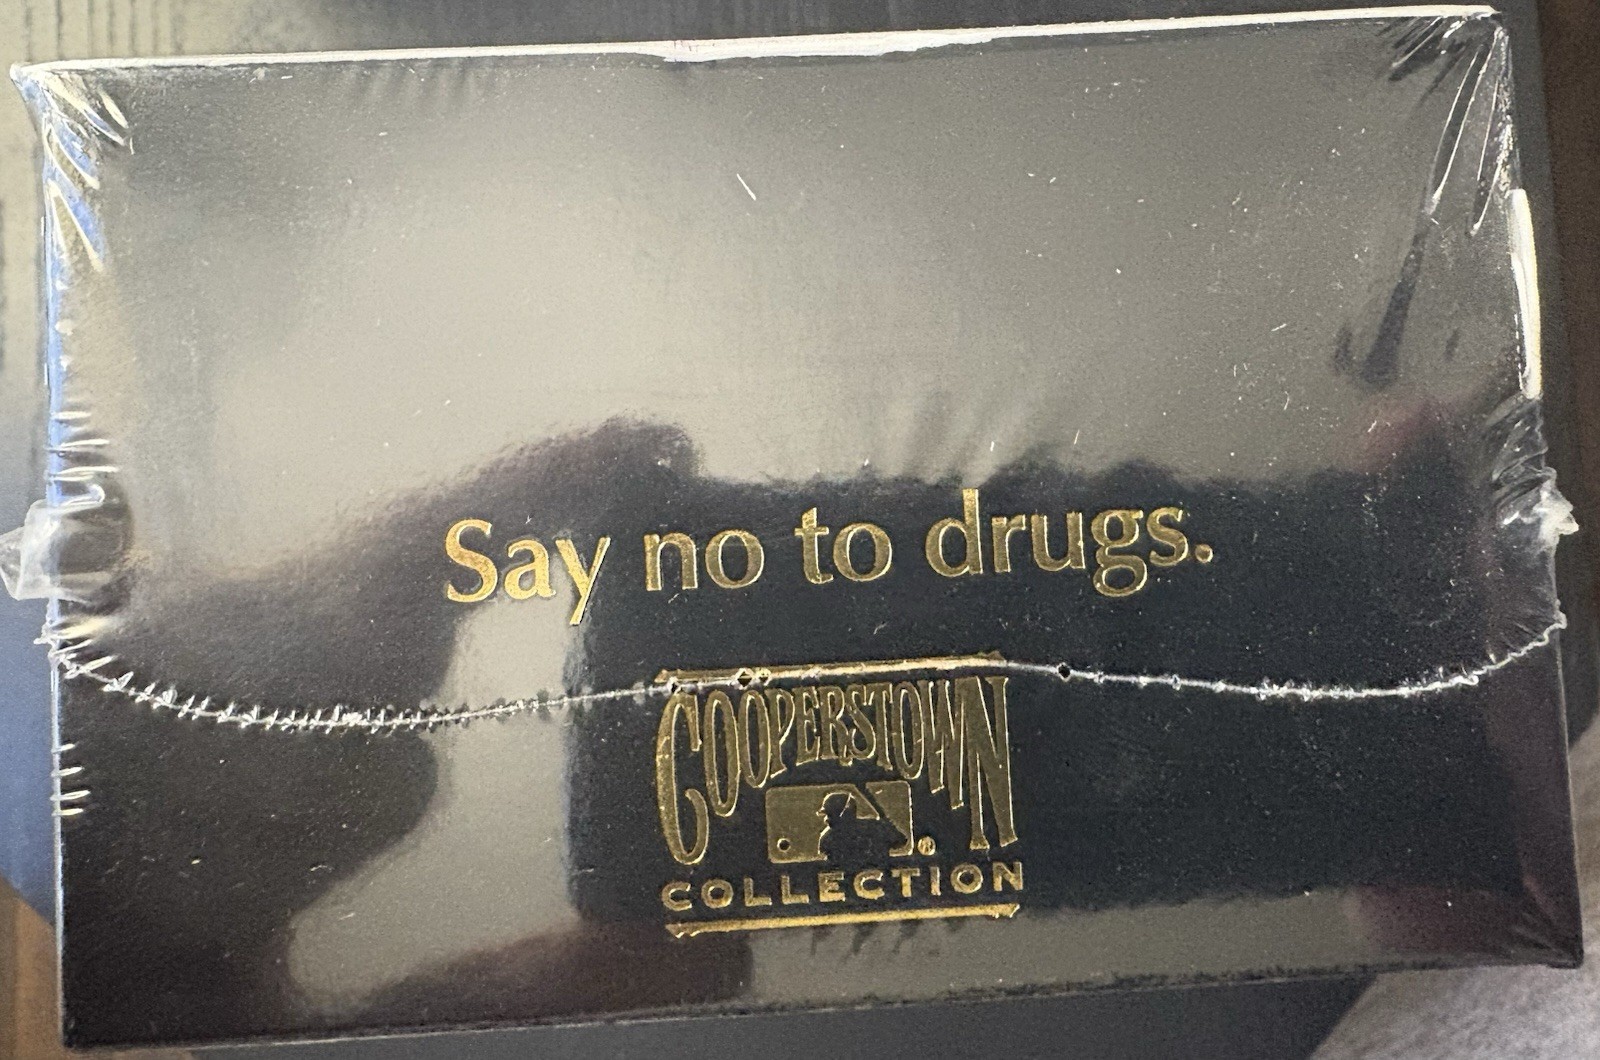 Say no to drugs.
COOPERSTOWN
®
COLLECTION